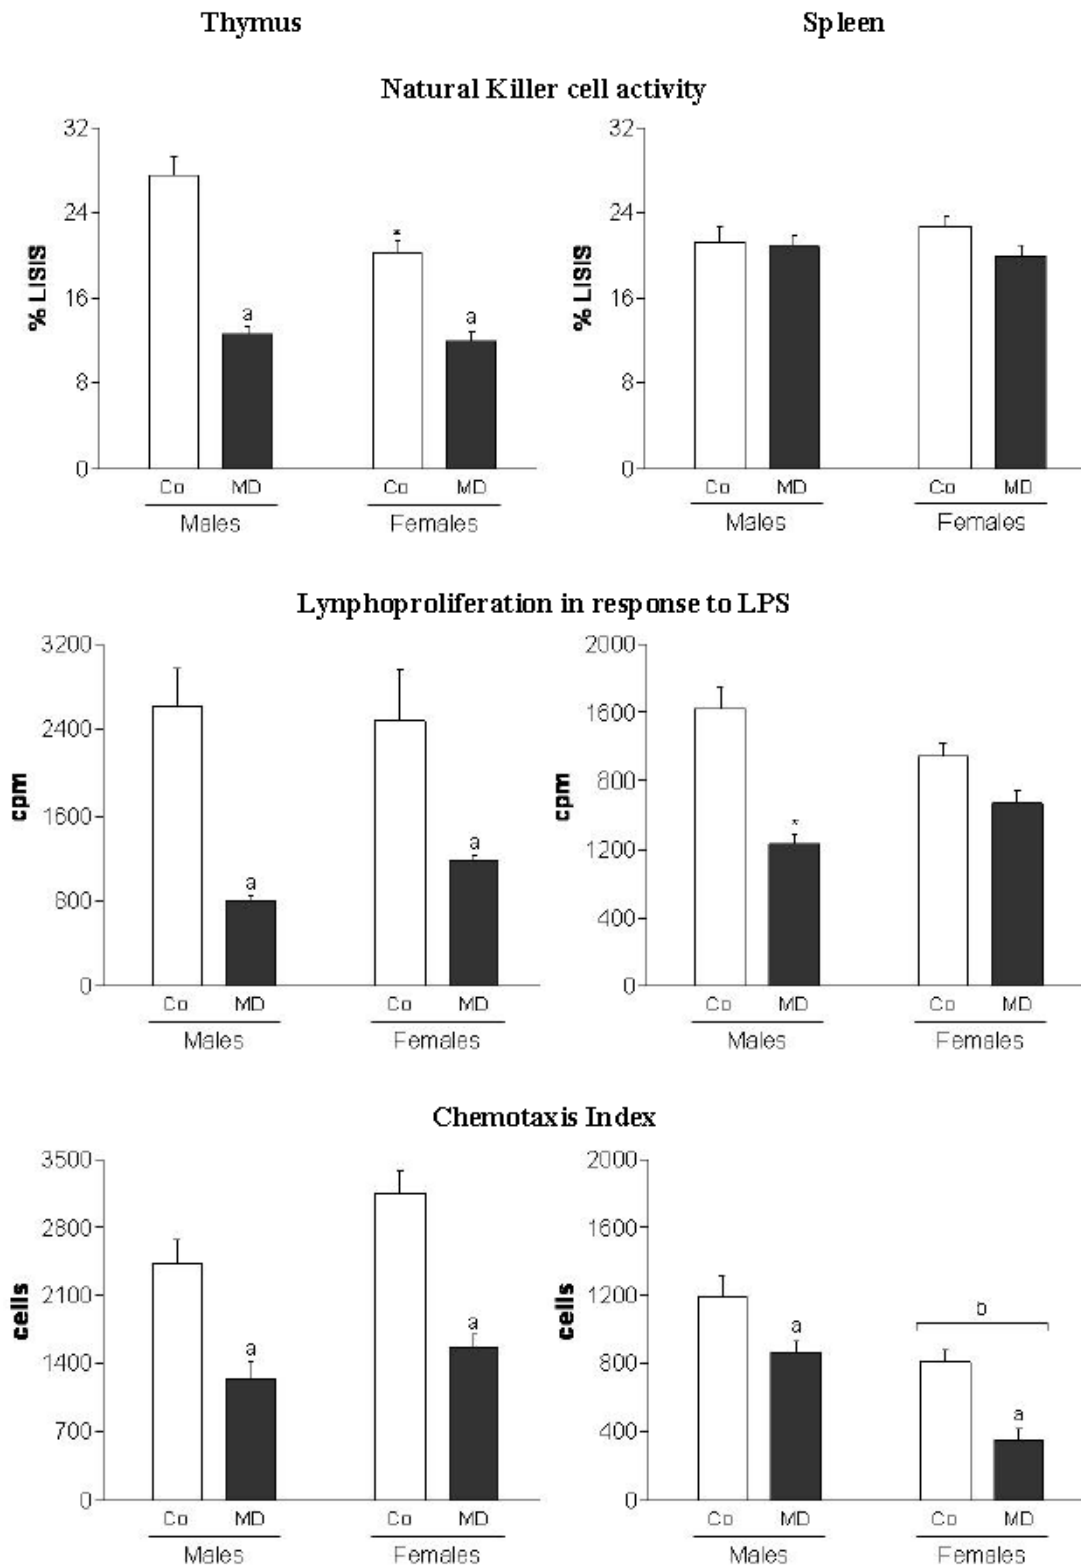 Thymus Spleen
Natural Killer cell activity
32 32
*
24 24
% LISIS % LISIS
16 16
a a
8 8
0 0
Co MD Co MD Co MD Co MD
Males Females Males Females
Lymphoproliferation in response to LPS
3200 2000
2400 1600
cpm cpm
1600 800
*
a
1200
a
800 400
0 0
Co MD Co MD Co MD Co MD
Males Females Males Females
Chemotaxis Index
3500 2000
2800 1600
2100 1200
cells cells
b
a a a
1400 800
700 400
a
0 0
Co MD Co MD Co MD Co MD
Males Females Males Females